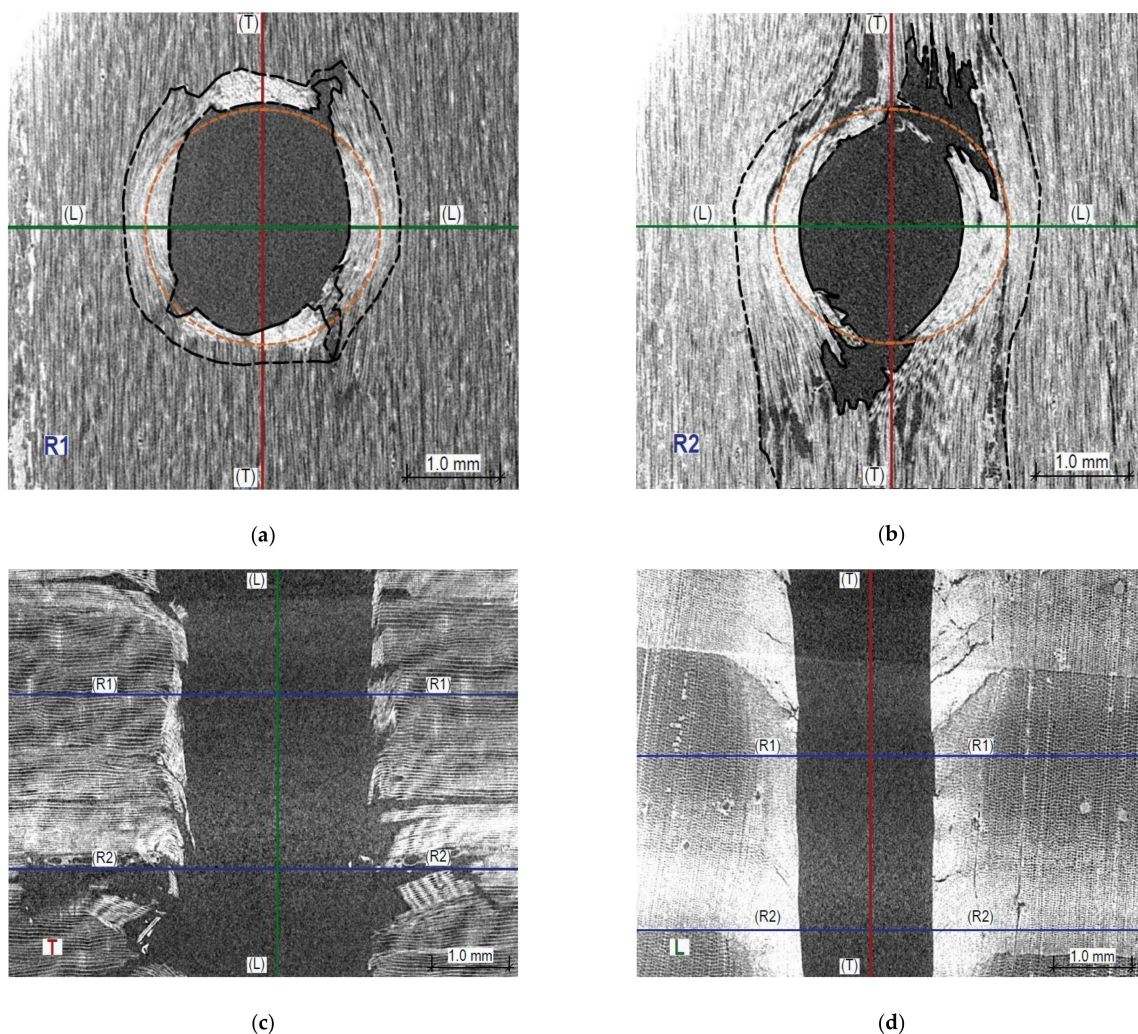 (T)
(L)
(L)
R1
(T)
1.0 mm
(a)
(T)
(L)
(L)
R2
(T)
1.0 mm
(b)
(L)
(R1)
(R1)
(R2)
(R2)
T
(L)
1.0 mm
(c)
(T)
(R1)
(R1)
(R2)
(R2)
L
(T)
1.0 mm
(d)